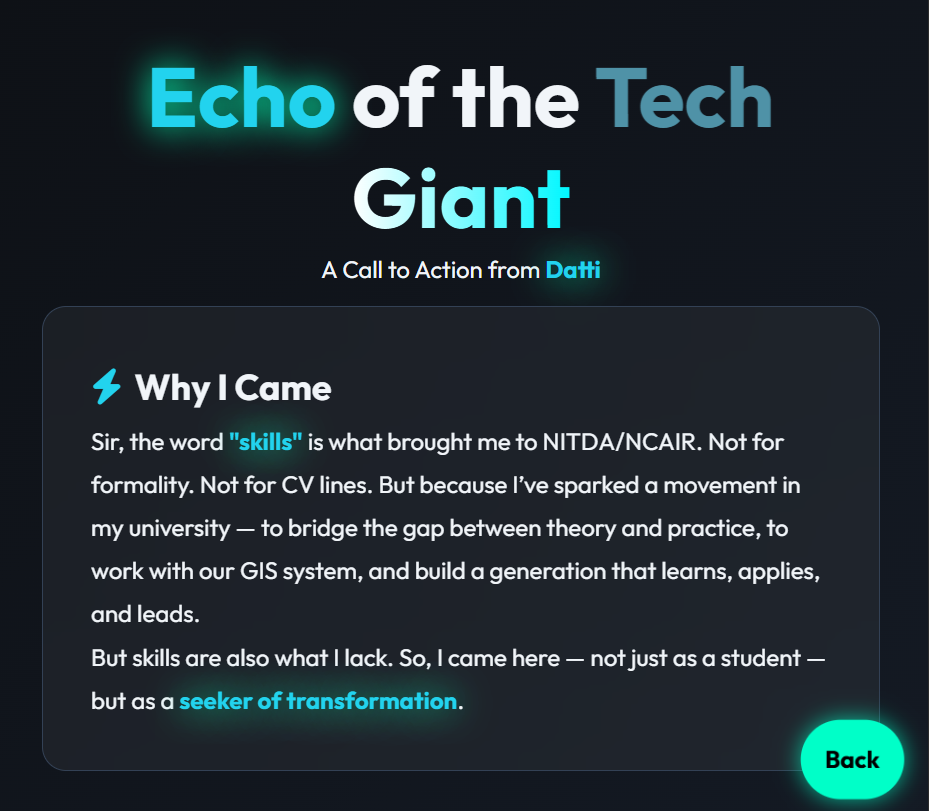 Echo of the Tech
Giant
A Call to Action from Datti
Why I Came
Sir, the word "skills" is what brought me to NITDA/NCAIR. Not for
formality. Not for CV lines. But because I’ve sparked a movement in
my university — to bridge the gap between theory and practice, to
work with our GIS system, and build a generation that learns, applies,
and leads.
But skills are also what I lack. So, I came here — not just as a student —
but as a seeker of transformation.
Back